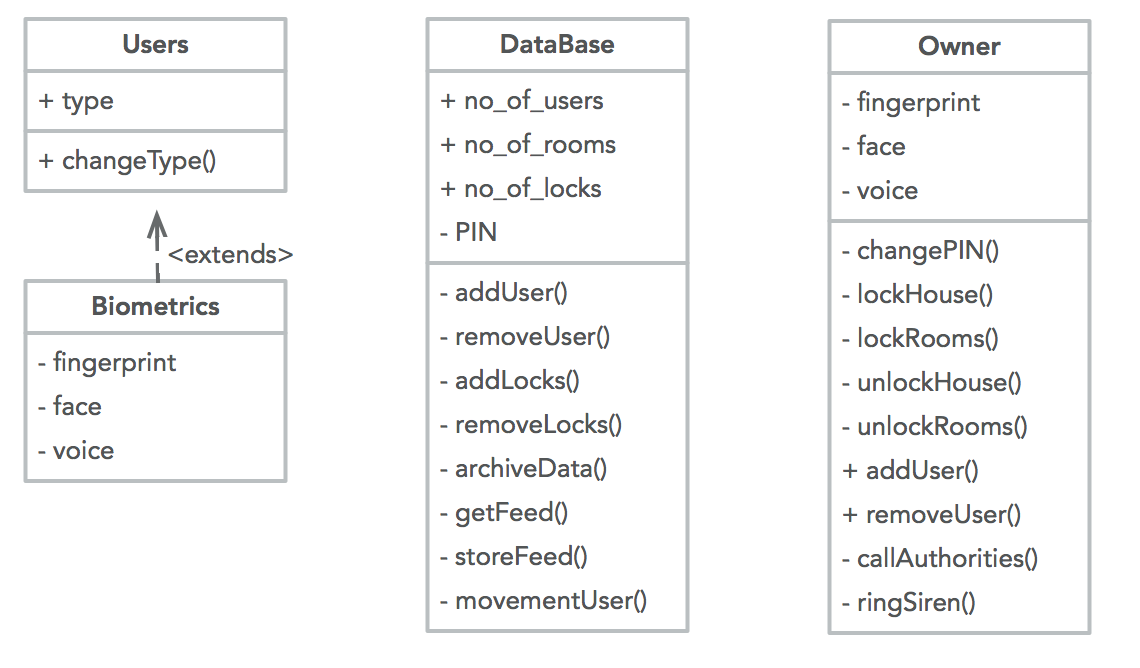 Users
+ type
+ changeType()
<extends>
Biometrics
- fingerprint
- face
- voice
DataBase
+ no_of_users
+ no_of_rooms
+ no_of_locks
- PIN
- addUser()
- removeUser()
- addLocks()
- removeLocks()
- archiveData()
- getFeed()
- storeFeed()
- movementUser()
Owner
- fingerprint
- face
- voice
- changePIN()
- lockHouse()
- lockRooms()
- unlockHouse()
- unlockRooms()
+ addUser()
+ removeUser()
- callAuthorities()
- ringSiren()